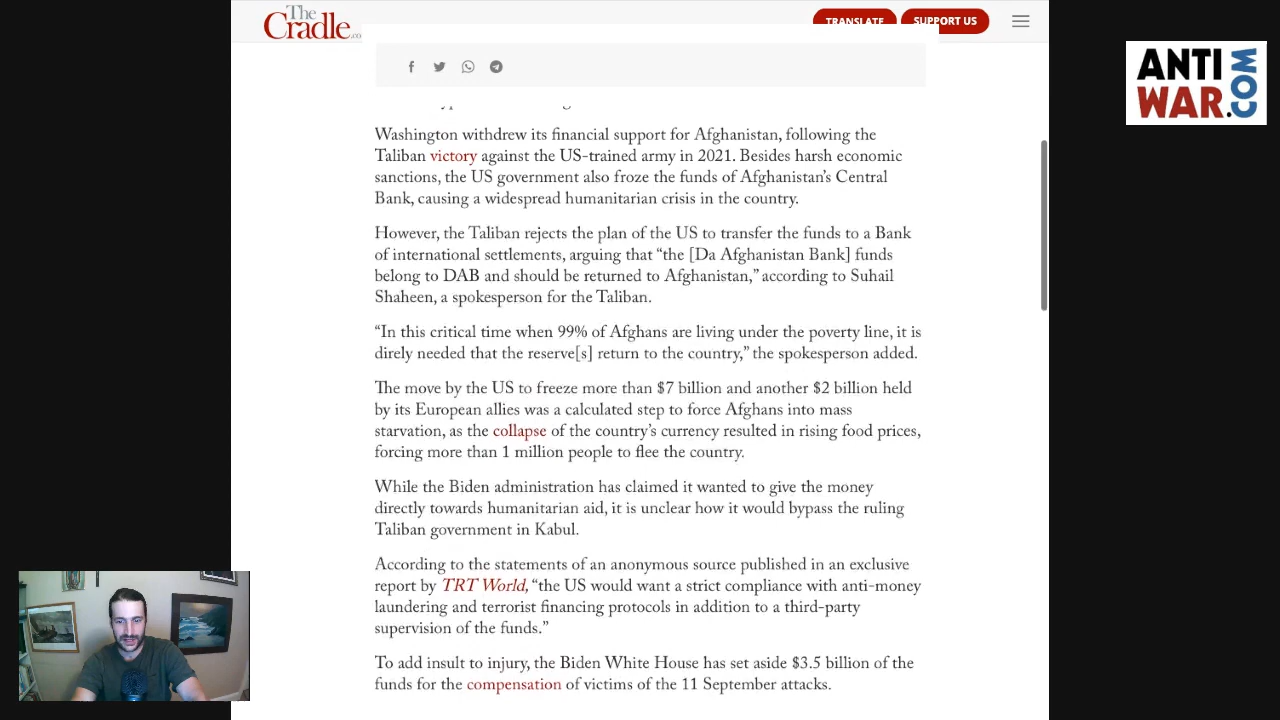 The
Cradle.co
TRANSLATE
SUPPORT US
ANTI
WAR.COM
Washington withdrew its financial support for Afghanistan, following the
Taliban victory against the US-trained army in 2021. Besides harsh economic
sanctions, the US government also froze the funds of Afghanistan’s Central
Bank, causing a widespread humanitarian crisis in the country.
However, the Taliban rejects the plan of the US to transfer the funds to a Bank
of international settlements, arguing that “the [Da Afghanistan Bank] funds
belong to DAB and should be returned to Afghanistan,” according to Suhail
Shaheen, a spokesperson for the Taliban.
“In this critical time when 99% of Afghans are living under the poverty line, it is
direly needed that the reserve[s] return to the country,” the spokesperson added.
The move by the US to freeze more than $7 billion and another $2 billion held
by its European allies was a calculated step to force Afghans into mass
starvation, as the collapse of the country’s currency resulted in rising food prices,
forcing more than 1 million people to flee the country.
While the Biden administration has claimed it wanted to give the money
directly towards humanitarian aid, it is unclear how it would bypass the ruling
Taliban government in Kabul.
According to the statements of an anonymous source published in an exclusive
report by TRT World, “the US would want a strict compliance with anti-money
laundering and terrorist financing protocols in addition to a third-party
supervision of the funds.”
To add insult to injury, the Biden White House has set aside $3.5 billion of the
funds for the compensation of victims of the 11 September attacks.